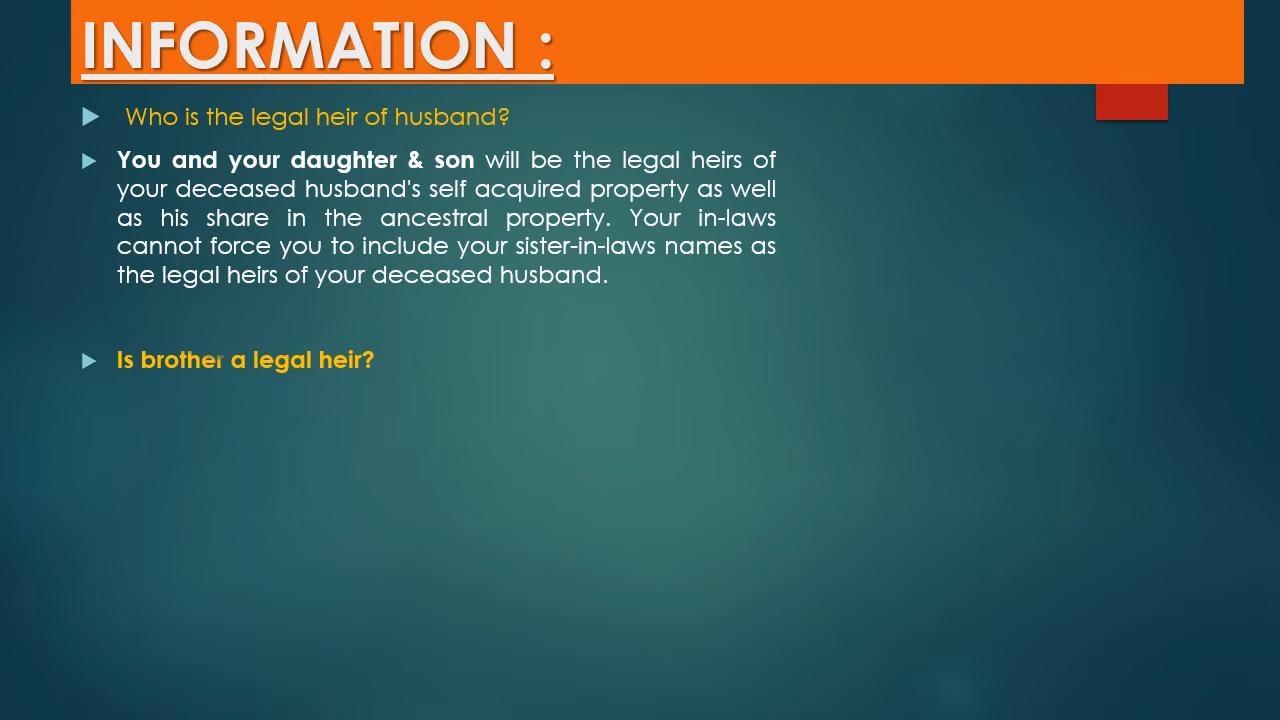 INFORMATION :
Who is the legal heir of husband?
You and your daughter & son will be the legal heirs of
your deceased husband's self acquired property as well
as his share in the ancestral property. Your in-laws
cannot force you to include your sister-in-laws names as
the legal heirs of your deceased husband.
Is brother a legal heir?